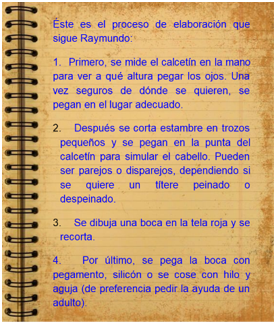 Éste es el proceso de elaboración que
sigue Raymundo:
1. Primero, se mide el calcetín en la mano
para ver a qué altura pegar los ojos. Una
vez seguros de dónde se quieren, se
pegan en el lugar adecuado.
2. Después se corta estambre en trozos
pequeños y se pegan en la punta del
calcetín para simular el cabello. Pueden
ser parejos o disparejos, dependiendo si
se quiere un títere peinado o
despeinado.
3. Se dibuja una boca en la tela roja y se
recorta.
4. Por último, se pega la boca con
pegamento, silicón o se cose con hilo y
aguja (de preferencia pedir la ayuda de un
adulto).